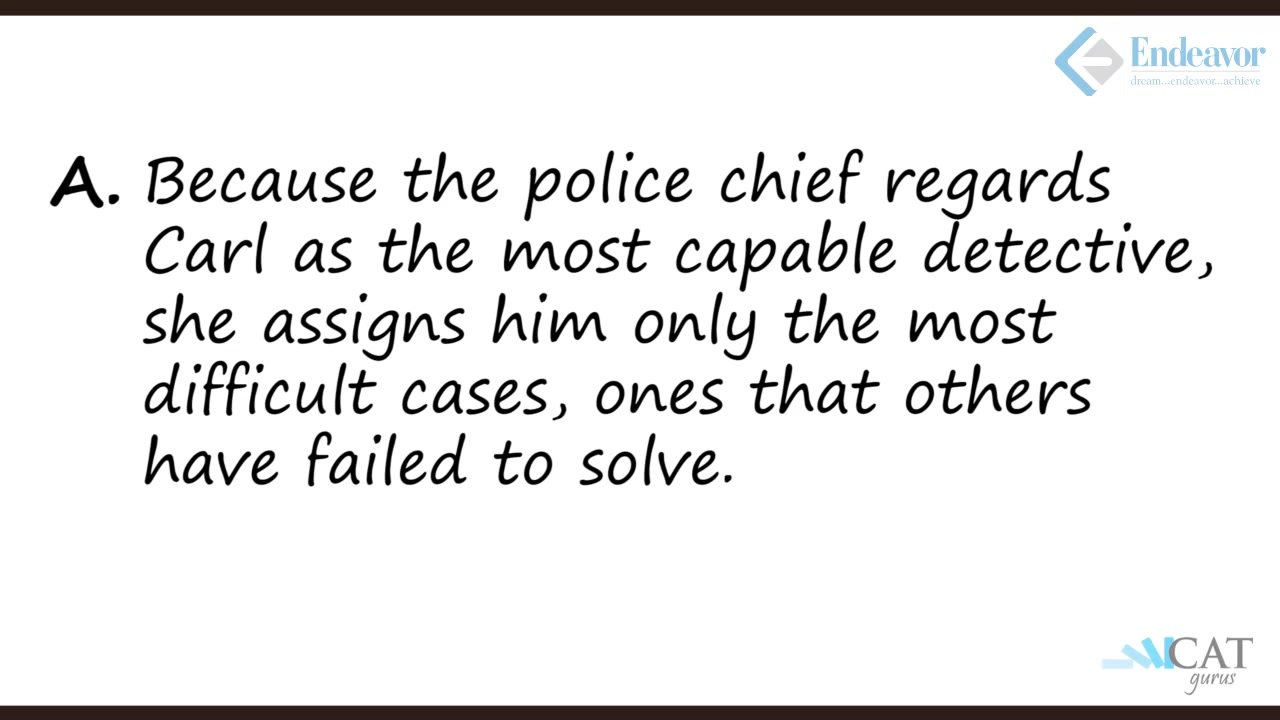 Endeavor
dream...endeavor...achieve
A. Because the police chief regards
Carl as the most capable detective,
she assigns him only the most
difficult cases, ones that others
have failed to solve.
CAT
gurus